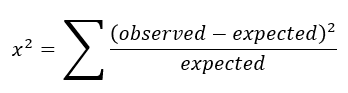 x² = ∑ (observed − expected)² / expected